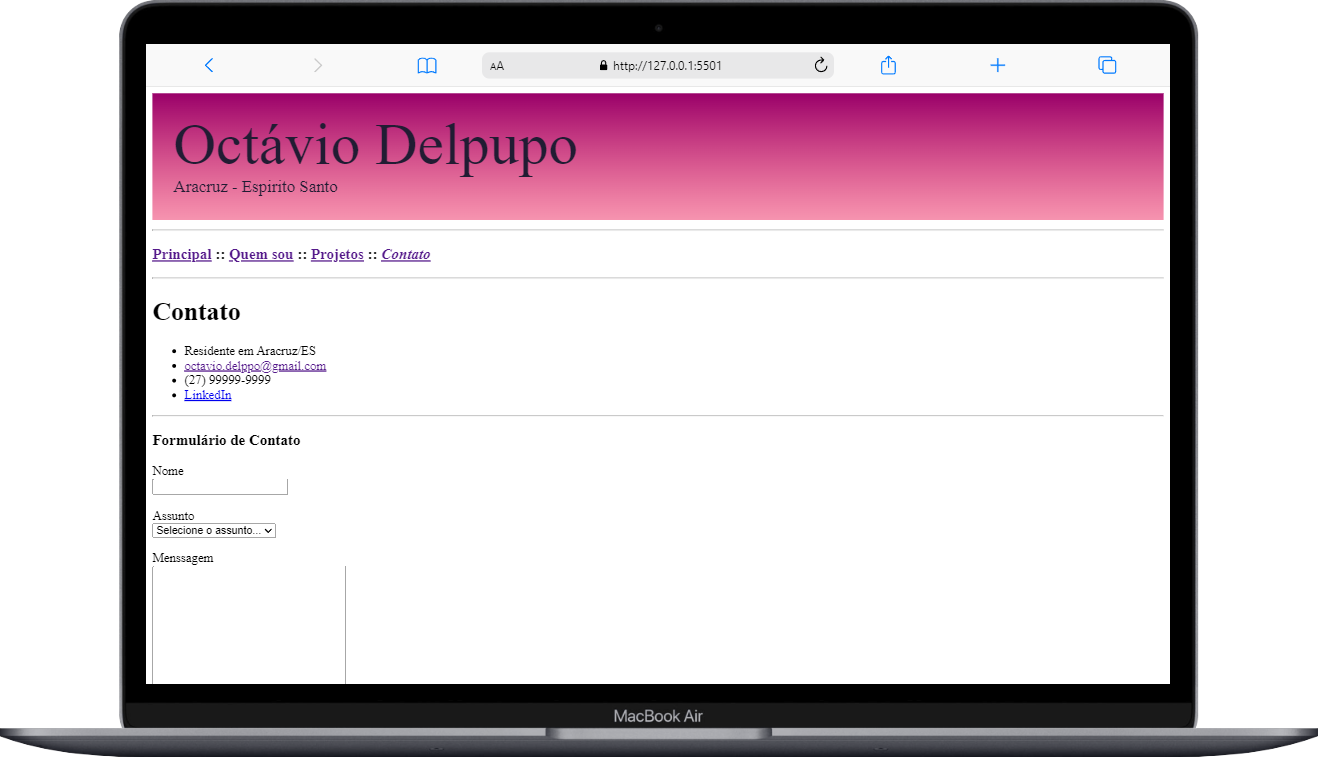 AA http://127.0.0.1:5501
Octávio Delpupo
Aracruz - Espirito Santo
Principal :: Quem sou :: Projetos :: Contato
Contato
Residente em Aracruz/ES
octavio.delppo@gmail.com
(27) 99999-9999
LinkedIn
Formulário de Contato
Nome
Assunto
Selecione o assunto...
Menssagem
MacBook Air